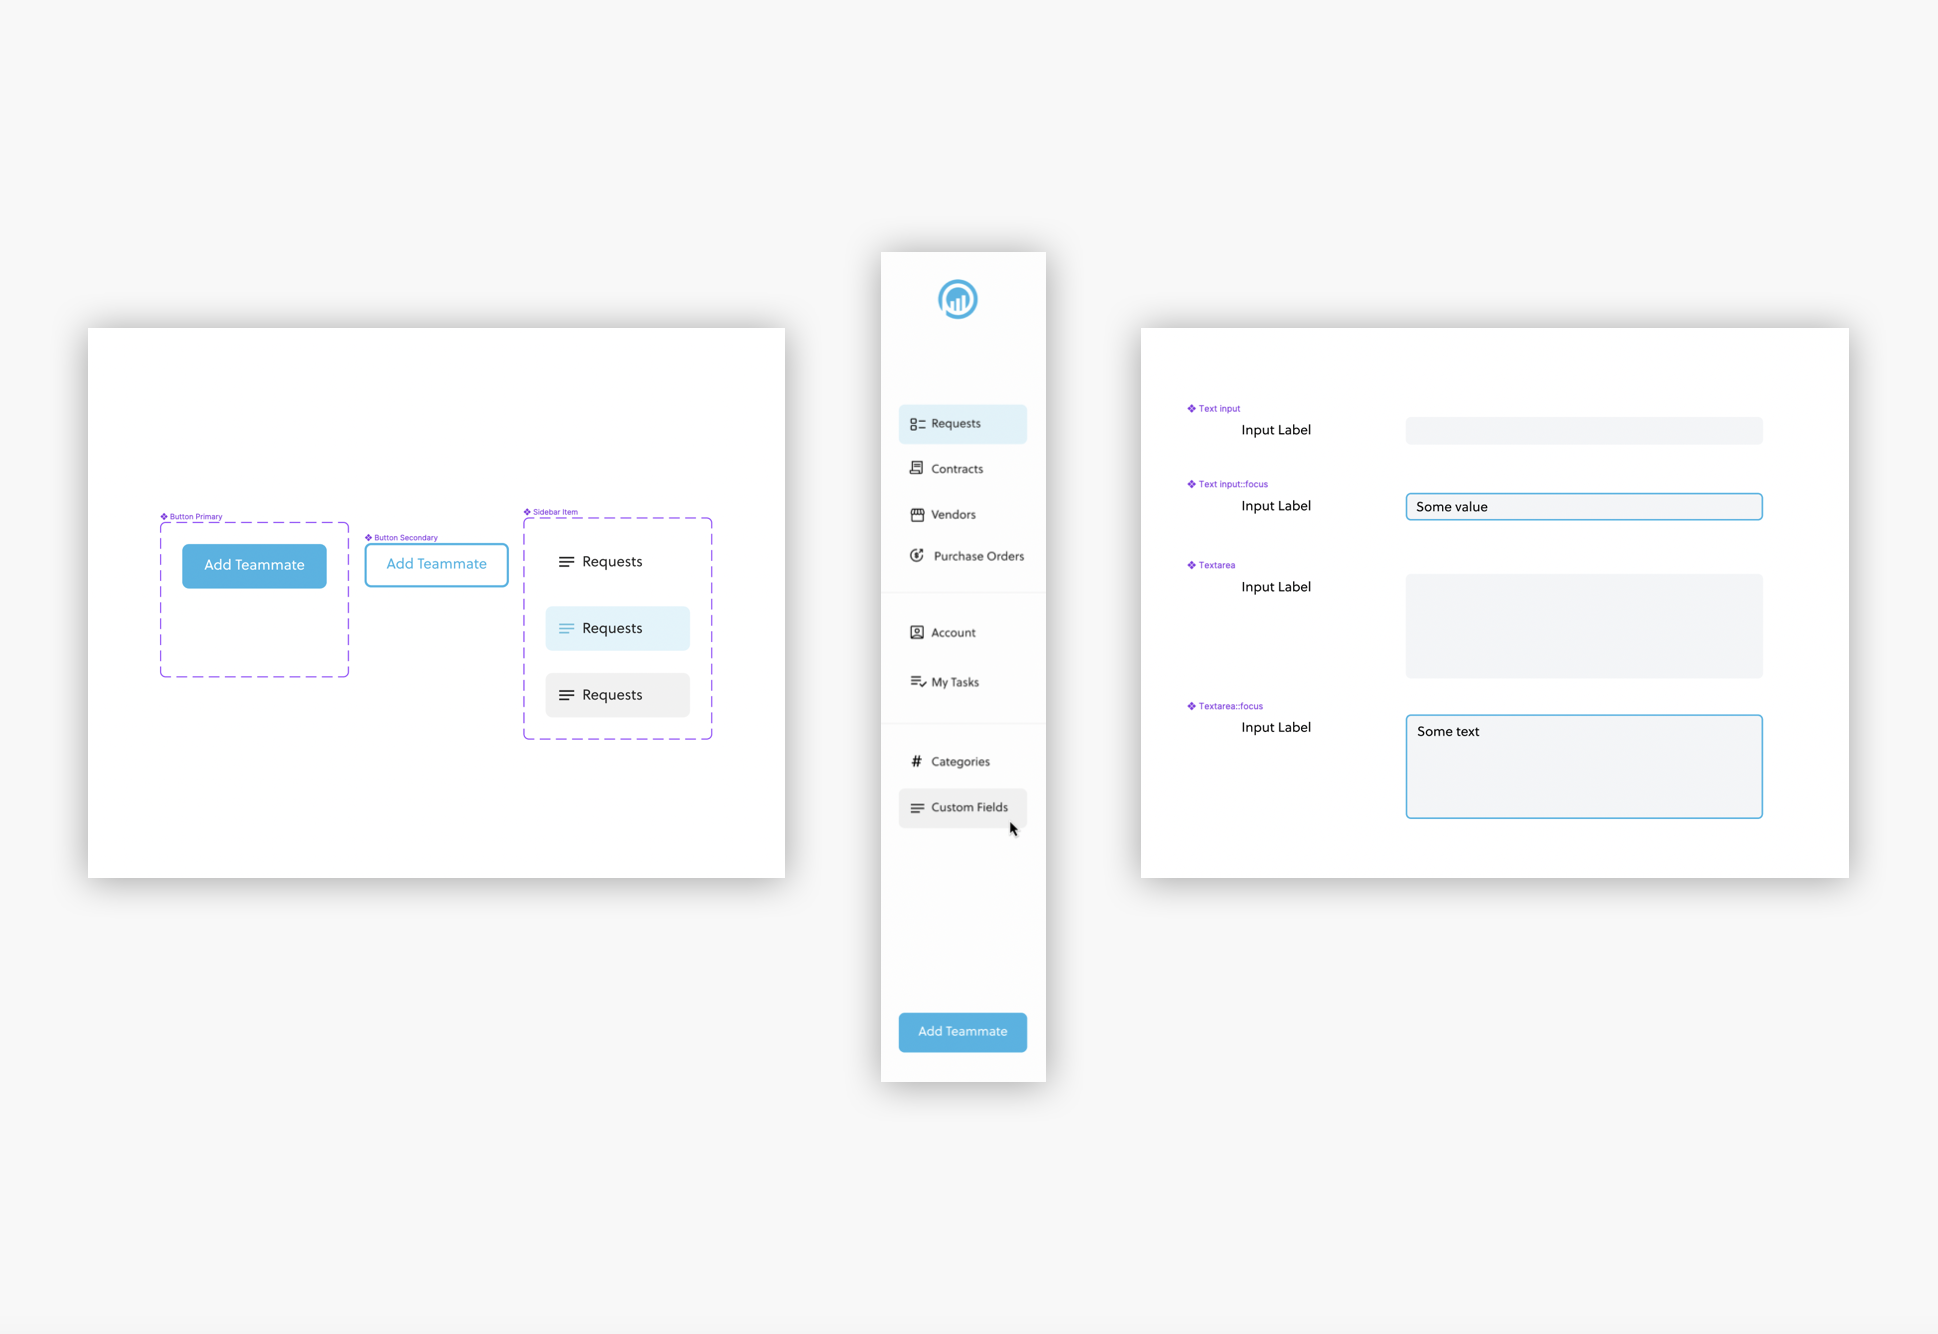 Button Primary
Add Teammate
Button Secondary
Add Teammate
Sidebar Item
Requests
Requests
Requests
Requests
Contracts
Vendors
Purchase Orders
Account
My Tasks
# Categories
Custom Fields
Add Teammate
Text input
Input Label
Text input::focus
Input Label
Some value
Textarea
Input Label
Textarea::focus
Input Label
Some text